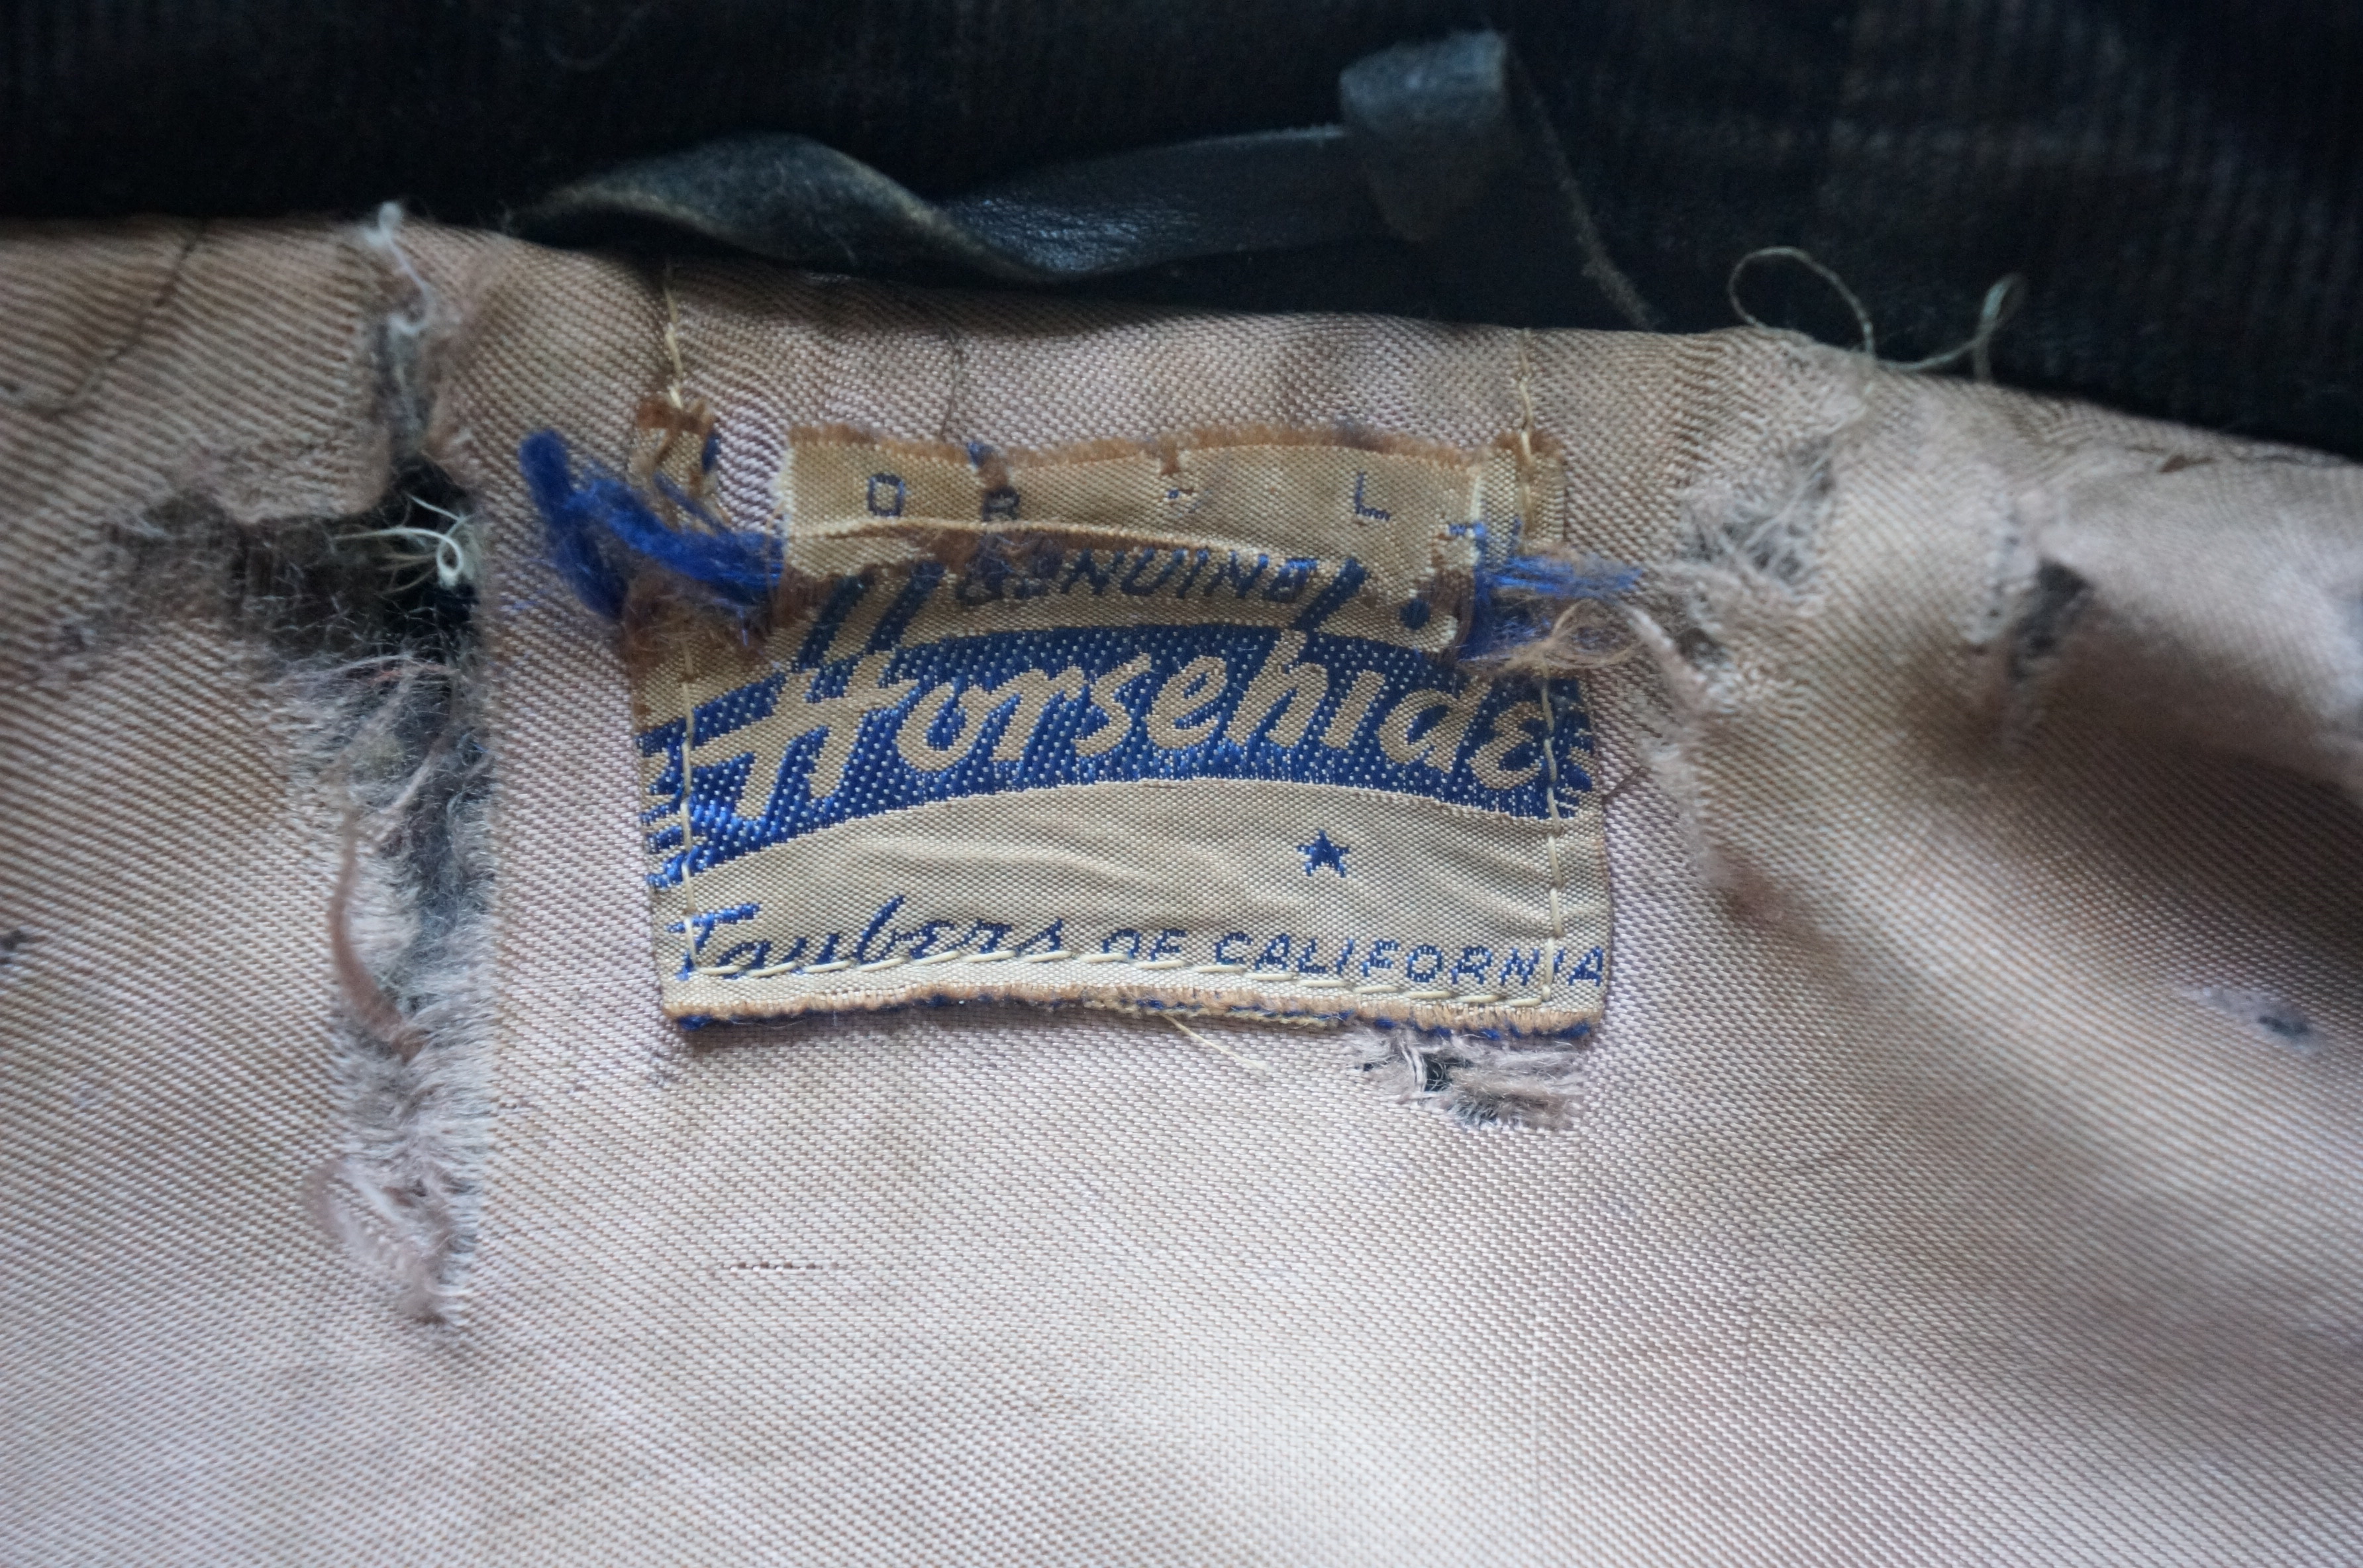 GENUINE
Horsehide
Taubers OF CALIFORNIA